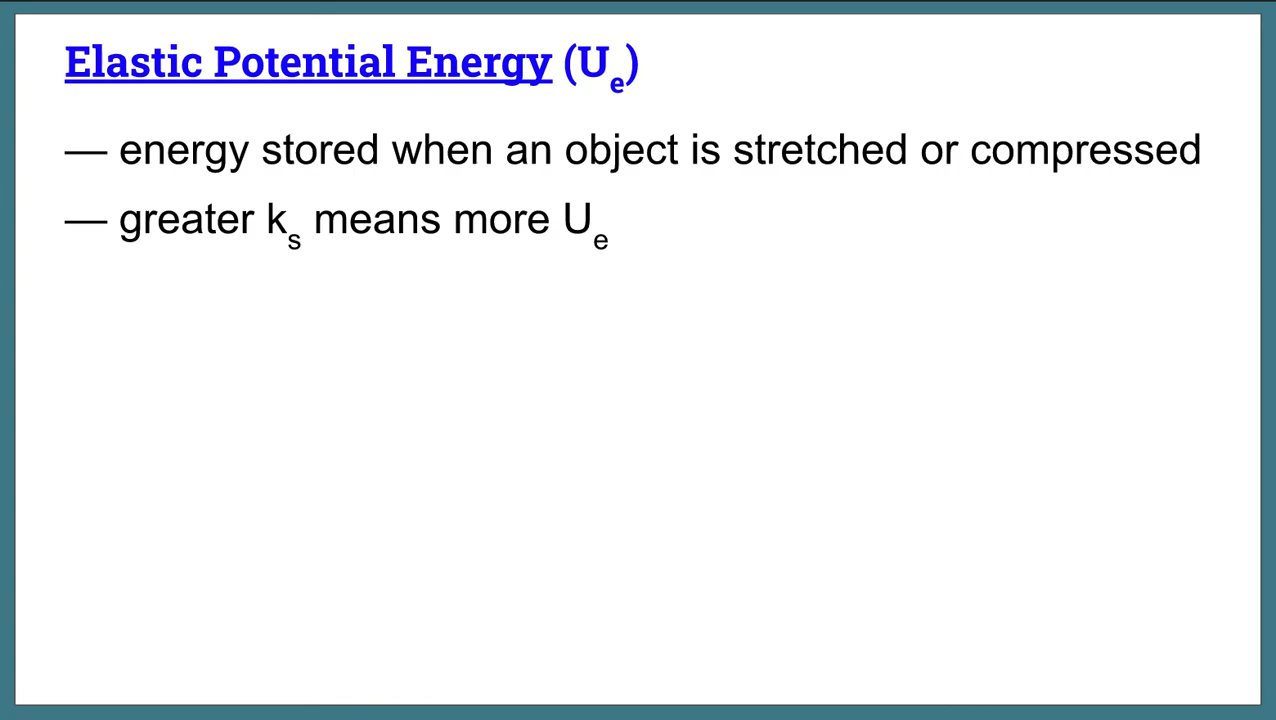 Elastic Potential Energy (Ue)
— energy stored when an object is stretched or compressed
— greater ks means more Ue